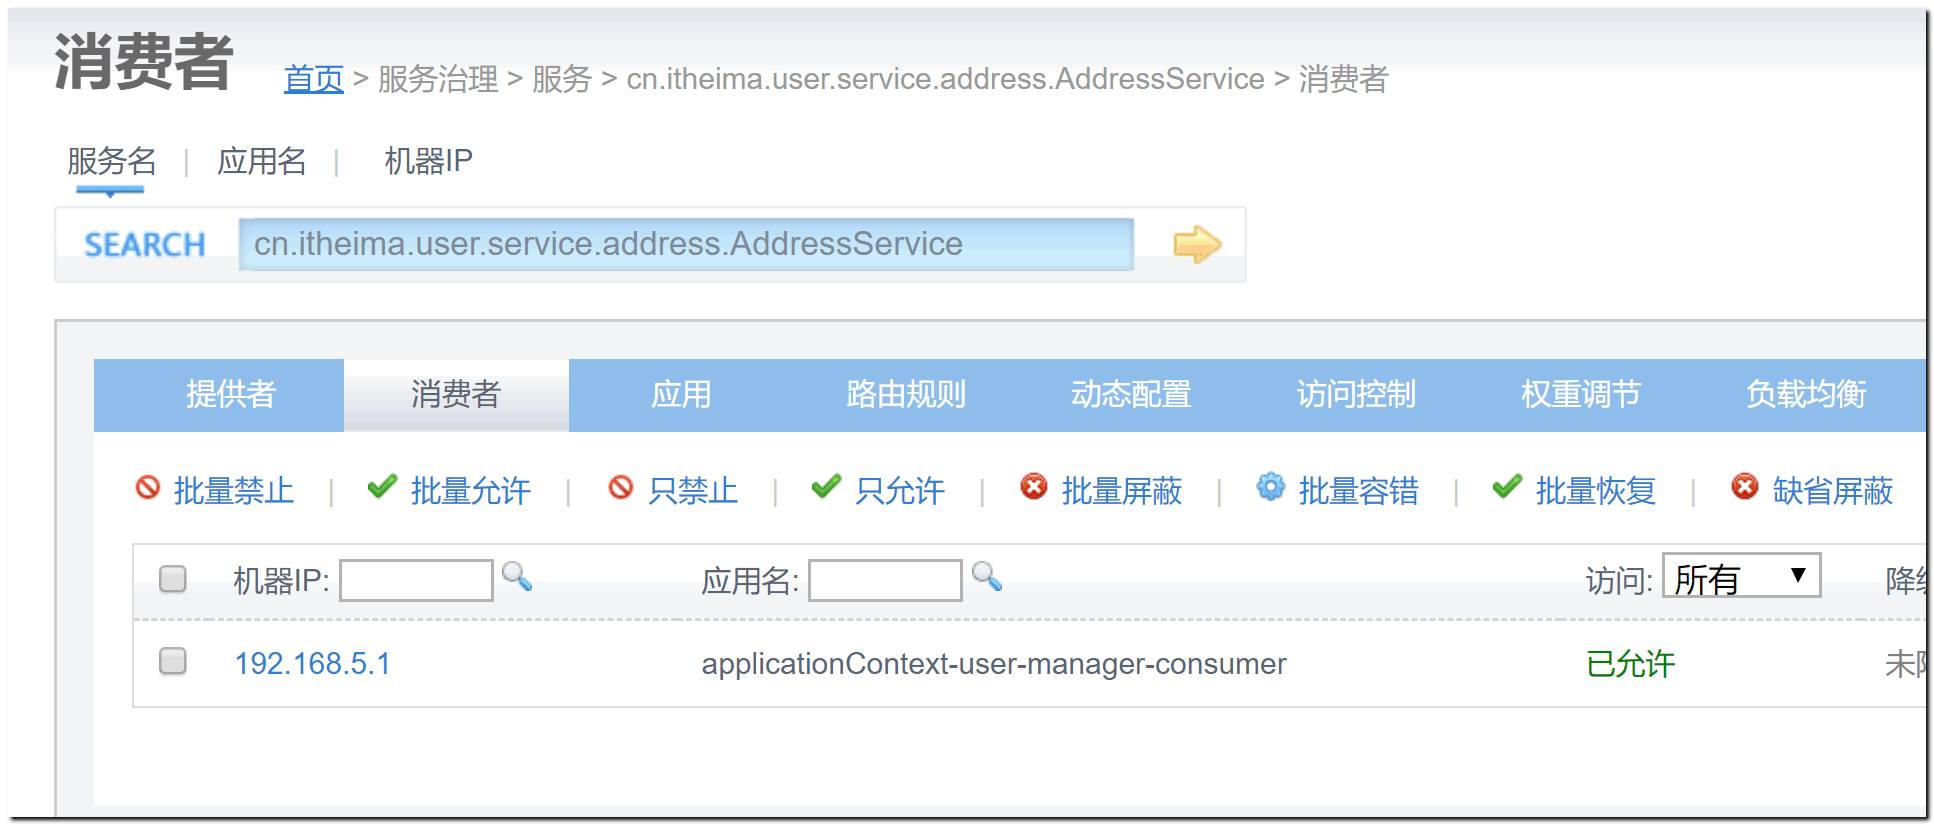 消费者
首页 > 服务治理 > 服务 > cn.itheima.user.service.address.AddressService > 消费者
服务名 | 应用名 | 机器IP
SEARCH cn.itheima.user.service.address.AddressService
提供者 消费者 应用 路由规则 动态配置 访问控制 权重调节 负载均衡
批量禁止 | 批量允许 | 只禁止 | 只允许 | 批量屏蔽 | 批量容错 | 批量恢复 | 缺省屏蔽
机器IP: 应用名: 访问: 所有
192.168.5.1 applicationContext-user-manager-consumer 已允许